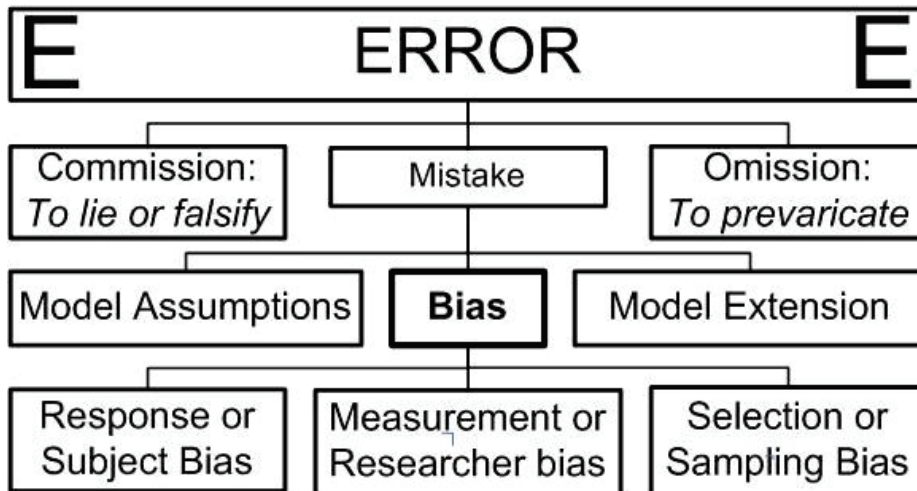 E ERROR E
Commission:
To lie or falsify
Mistake
Omission:
To prevaricate
Model Assumptions
Bias
Model Extension
Response or
Subject Bias
Measurement or
Researcher bias
Selection or
Sampling Bias